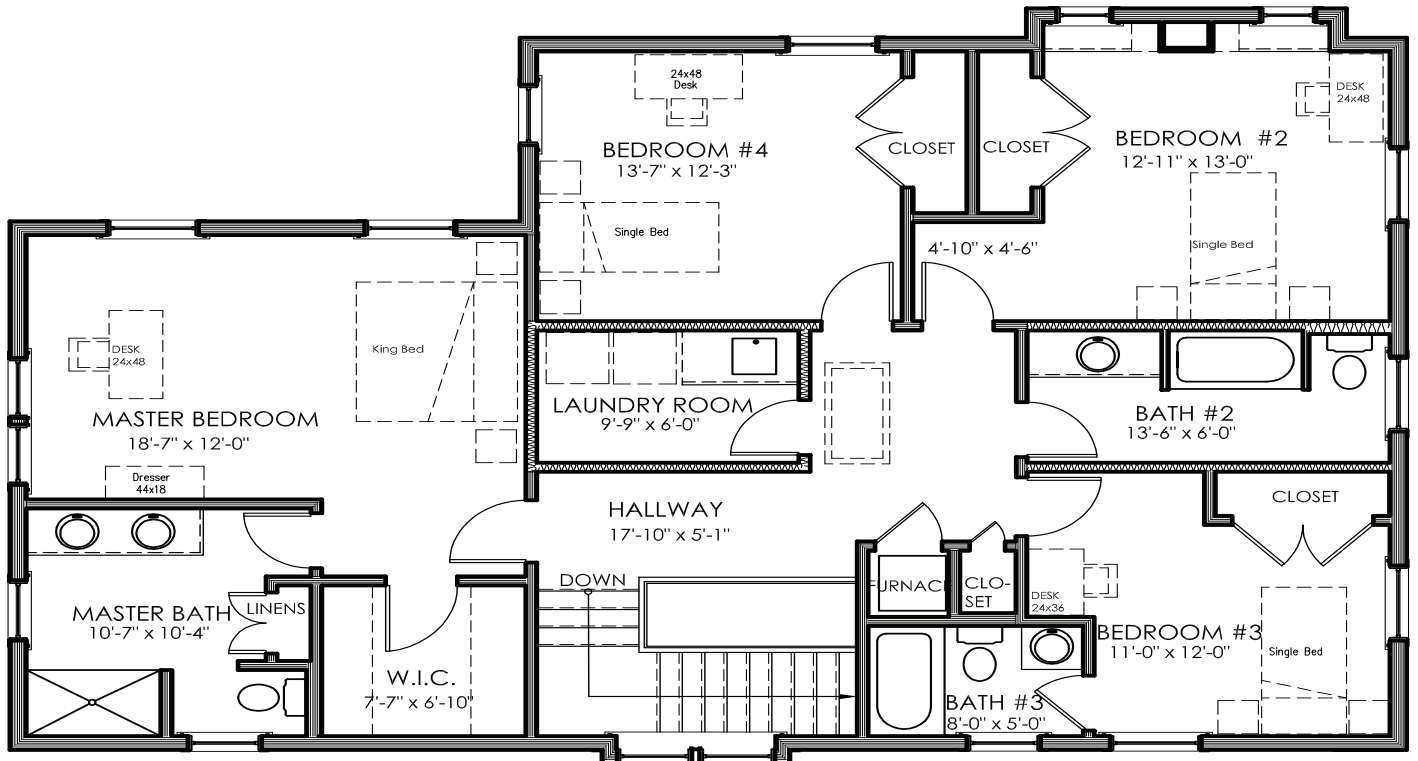 24x48
Desk
BEDROOM #4
13'-7" x 12'-3"
CLOSET
CLOSET
BEDROOM #2
12'-11" x 13'-0"
DESK
24x48
Single Bed
4'-10" x 4'-6"
Single Bed
King Bed
DESK
24x48
MASTER BEDROOM
18'-7" x 12'-0"
Dresser
44x18
LAUNDRY ROOM
9'-9" x 6'-0"
BATH #2
13'-6" x 6'-0"
HALLWAY
17'-10" x 5'-1"
CLOSET
DOWN
FURNACE
CLO-
SET
DESK
24x36
LINENS
MASTER BATH
10'-7" x 10'-4"
BEDROOM #3
11'-0" x 12'-0"
Single Bed
W.I.C.
7'-7" x 6'-10"
BATH #3
8'-0" x 5'-0"